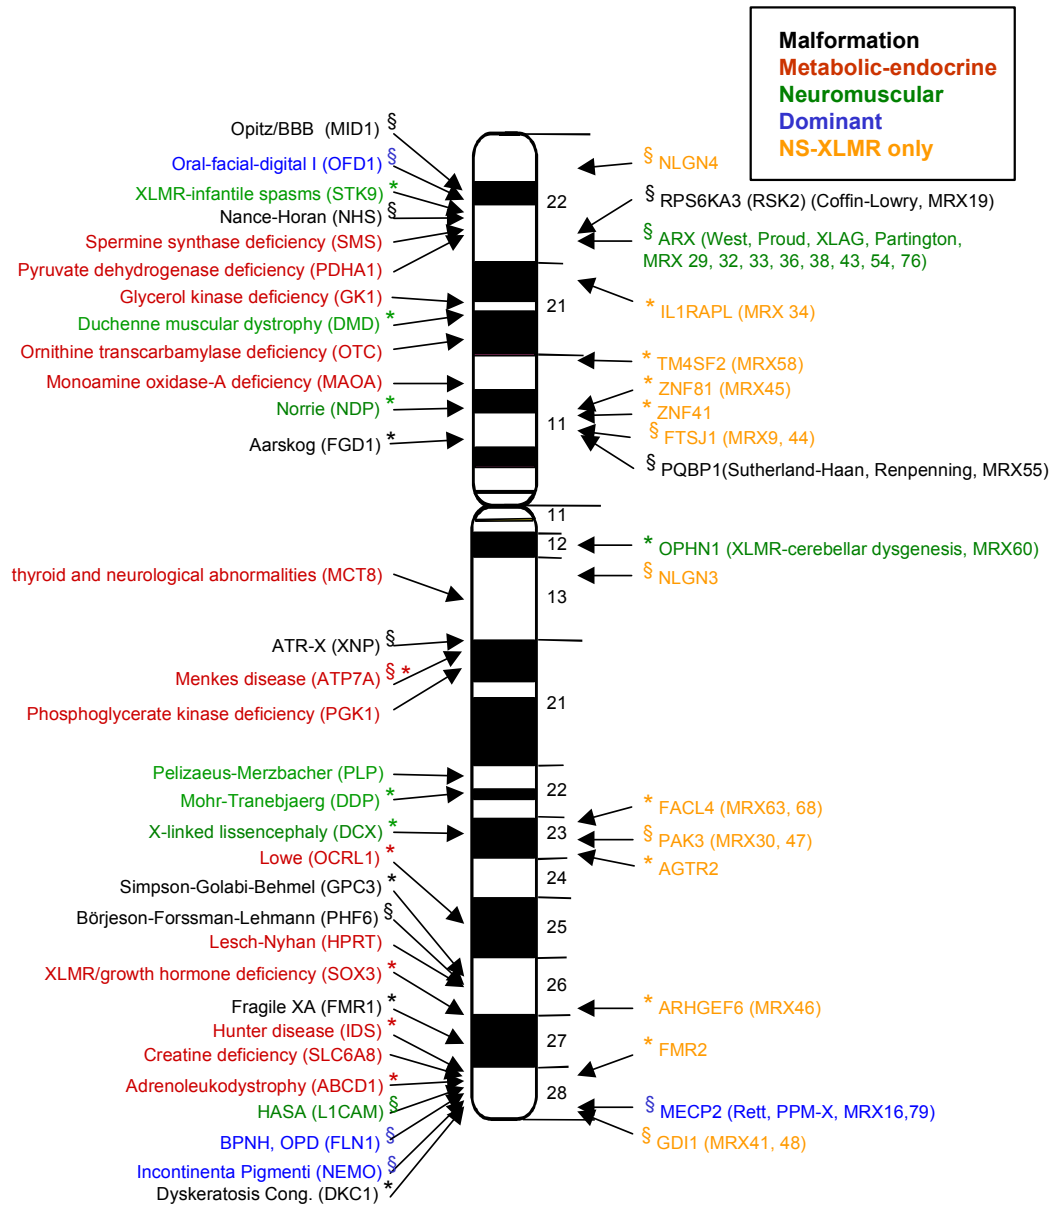 Malformation
Metabolic-endocrine
Neuromuscular
Dominant
NS-XLMR only
Opitz/BBB (MID1) §
Oral-facial-digital I (OFD1) §
XLMR-infantile spasms (STK9) *
Nance-Horan (NHS) §
Spermine synthase deficiency (SMS)
Pyruvate dehydrogenase deficiency (PDHA1)
Glycerol kinase deficiency (GK1)
Duchenne muscular dystrophy (DMD) *
Ornithine transcarbamylase deficiency (OTC)
Monoamine oxidase-A deficiency (MAOA)
Norrie (NDP) *
Aarskog (FGD1) *
thyroid and neurological abnormalities (MCT8)
ATR-X (XNP) §
Menkes disease (ATP7A) § *
Phosphoglycerate kinase deficiency (PGK1)
Pelizaeus-Merzbacher (PLP)
Mohr-Tranebjaerg (DDP) *
X-linked lissencephaly (DCX) *
Lowe (OCRL1) *
Simpson-Golabi-Behmel (GPC3) *
Börjeson-Forssman-Lehmann (PHF6) §
Lesch-Nyhan (HPRT)
XLMR/growth hormone deficiency (SOX3) *
Fragile XA (FMR1) *
Hunter disease (IDS) *
Creatine deficiency (SLC6A8)
Adrenoleukodystrophy (ABCD1) *
HASA (L1CAM) §
BPNH, OPD (FLN1) §
Incontinenta Pigmenti (NEMO) §
Dyskeratosis Cong. (DKC1) *
22
21
11
11
12
13
21
22
23
24
25
26
27
28
§ NLGN4
§ RPS6KA3 (RSK2) (Coffin-Lowry, MRX19)
§ ARX (West, Proud, XLAG, Partington,
MRX 29, 32, 33, 36, 38, 43, 54, 76)
* IL1RAPL (MRX 34)
* TM4SF2 (MRX58)
* ZNF81 (MRX45)
* ZNF41
§ FTSJ1 (MRX9, 44)
§ PQBP1(Sutherland-Haan, Renpenning, MRX55)
* OPHN1 (XLMR-cerebellar dysgenesis, MRX60)
§ NLGN3
* FACL4 (MRX63, 68)
§ PAK3 (MRX30, 47)
* AGTR2
* ARHGEF6 (MRX46)
* FMR2
§ MECP2 (Rett, PPM-X, MRX16,79)
§ GDI1 (MRX41, 48)